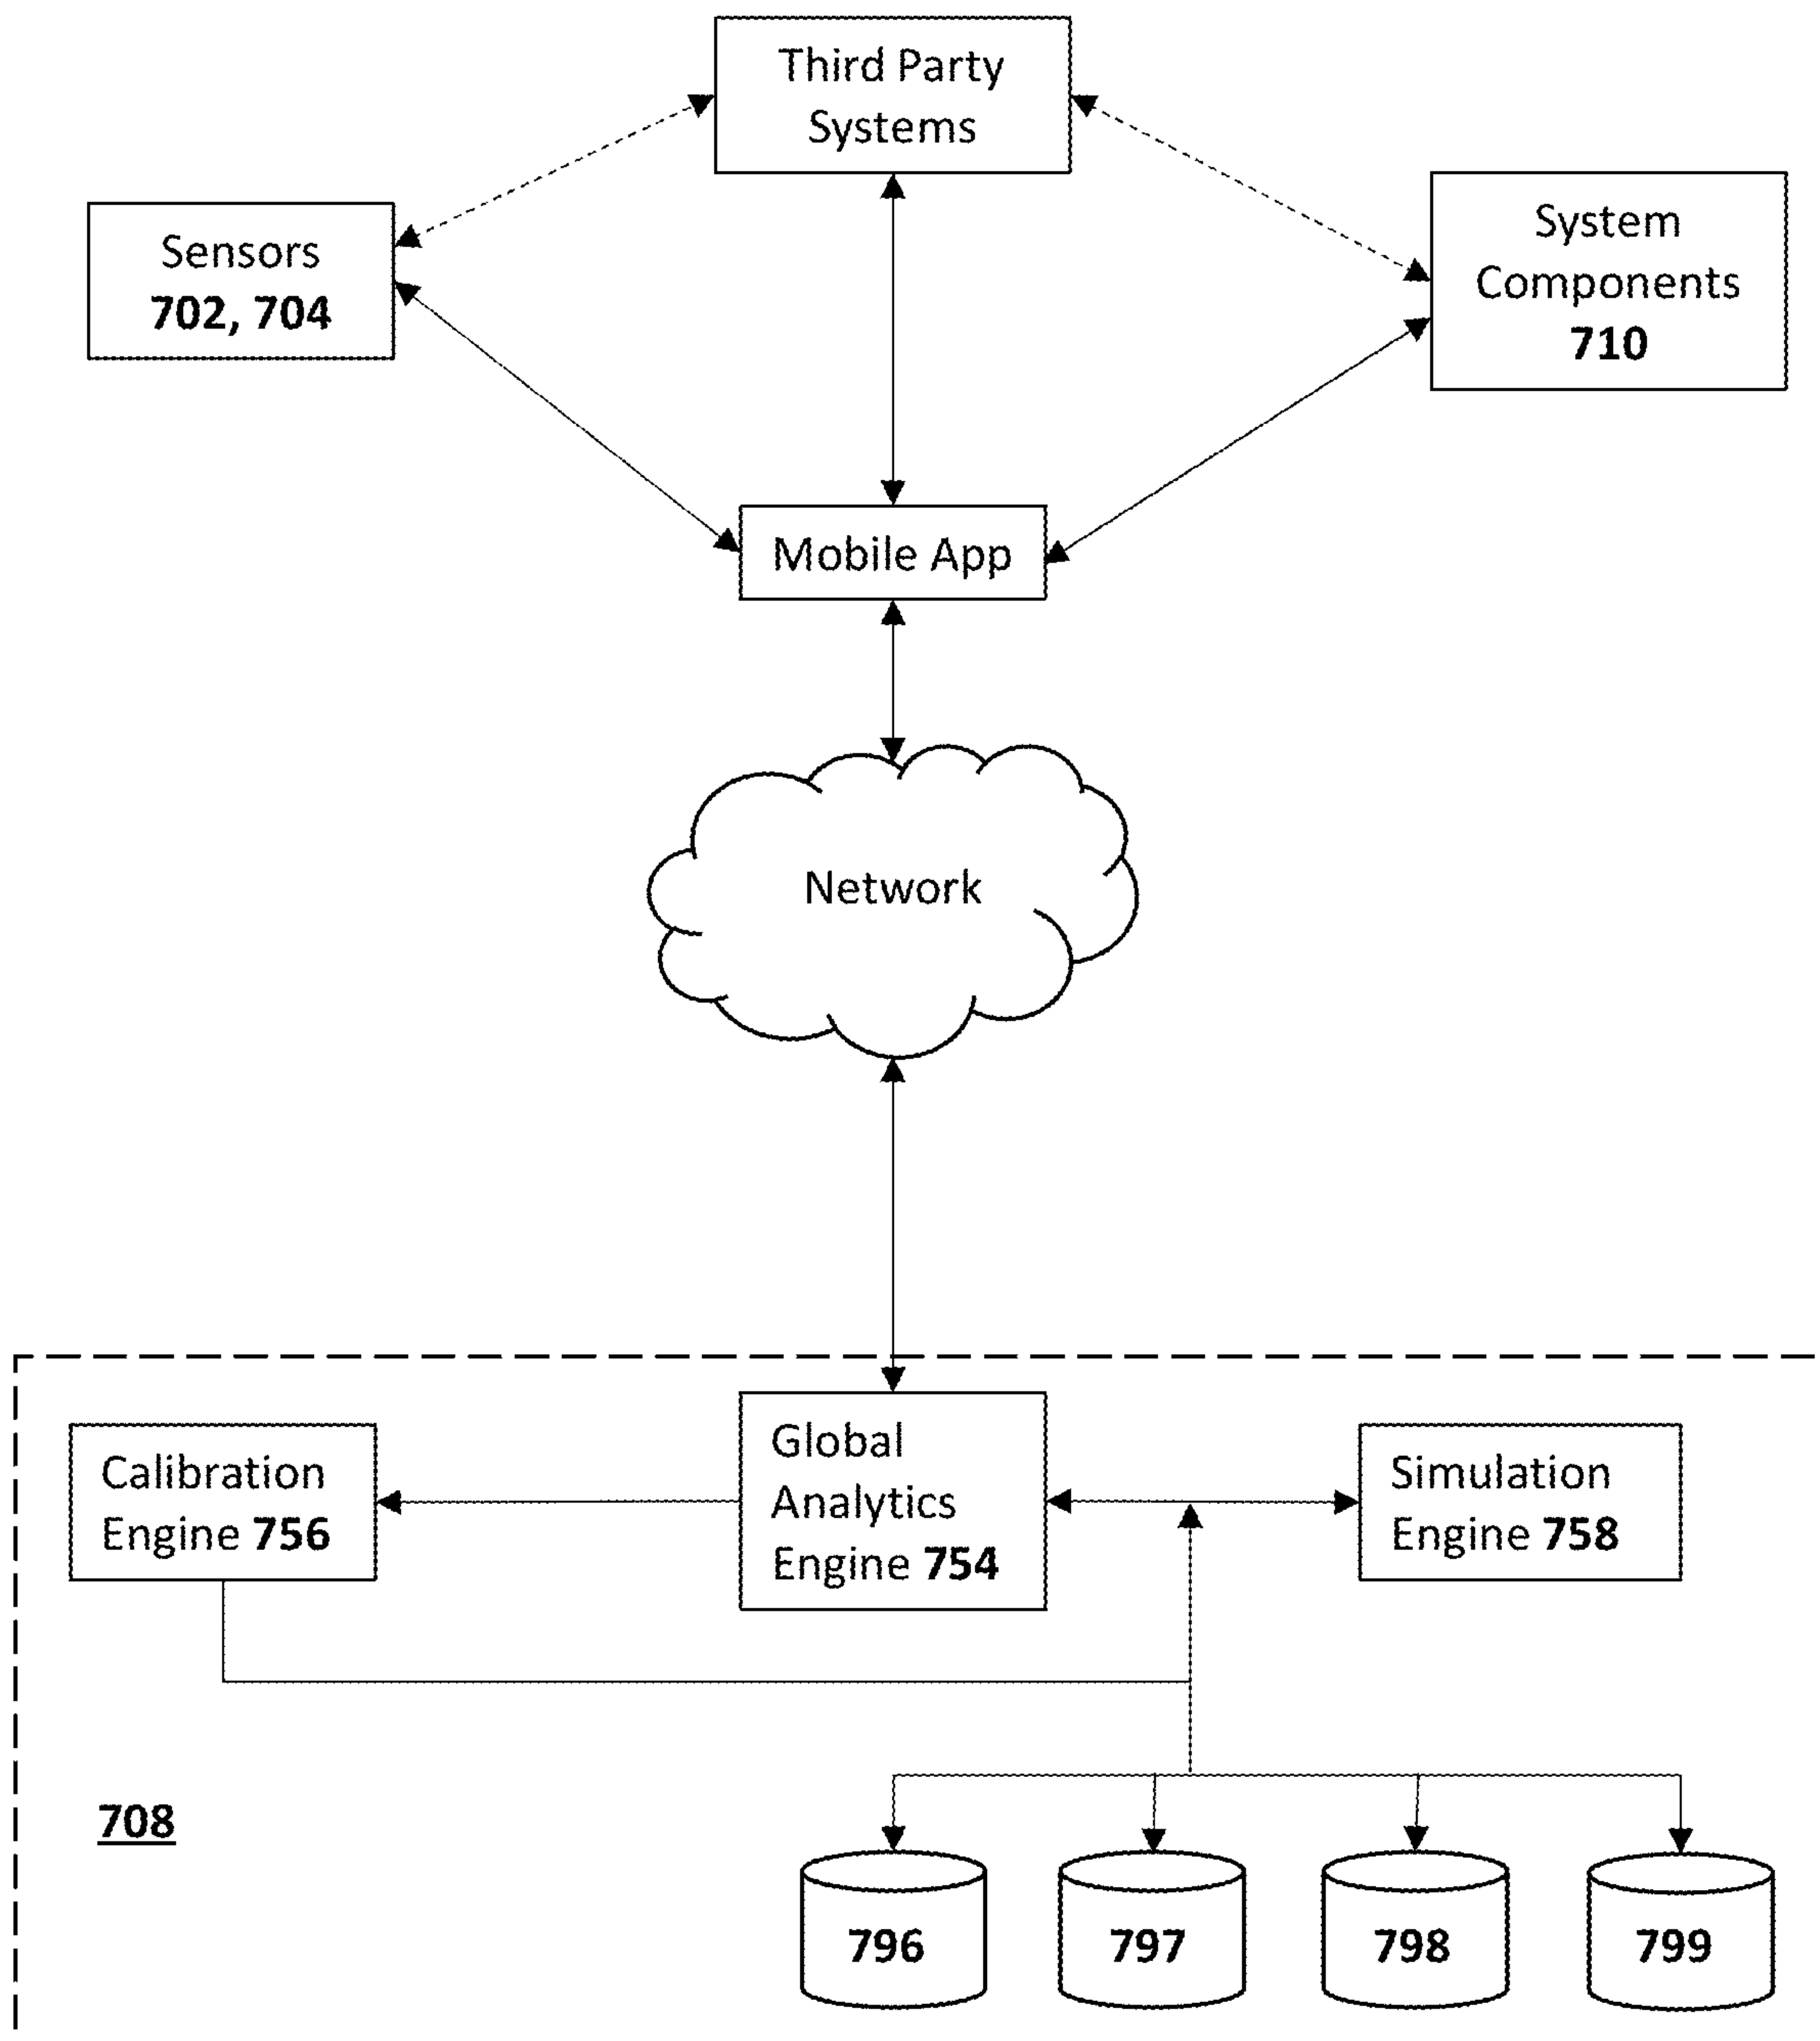 Third Party
Systems
Sensors
702, 704
System
Components
710
Mobile App
Network
Calibration
Engine 756
Global
Analytics
Engine 754
Simulation
Engine 758
708
796
797
798
799